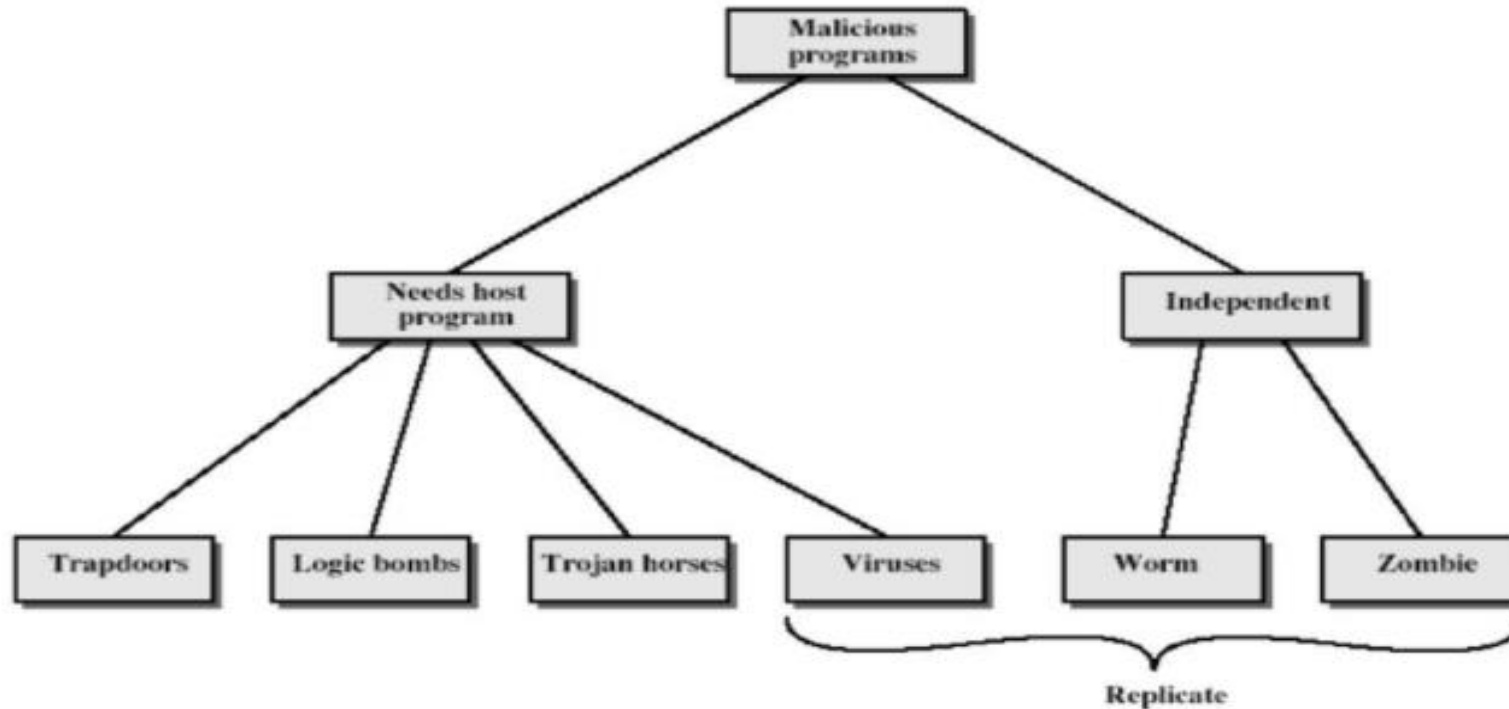 Malicious
programs
Needs host
program
Independent
Trapdoors
Logic bombs
Trojan horses
Viruses
Worm
Zombie
Replicate